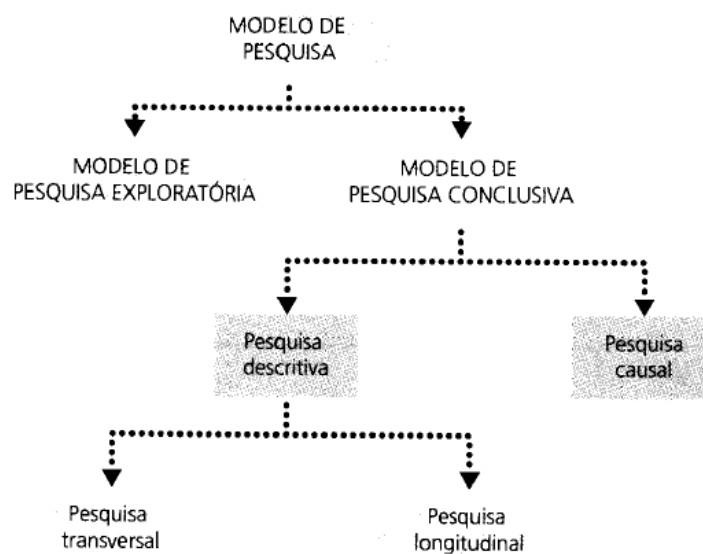 MODELO DE
PESQUISA
MODELO DE
PESQUISA EXPLORATÓRIA
MODELO DE
PESQUISA CONCLUSIVA
Pesquisa
descritiva
Pesquisa
causal
Pesquisa
transversal
Pesquisa
longitudinal